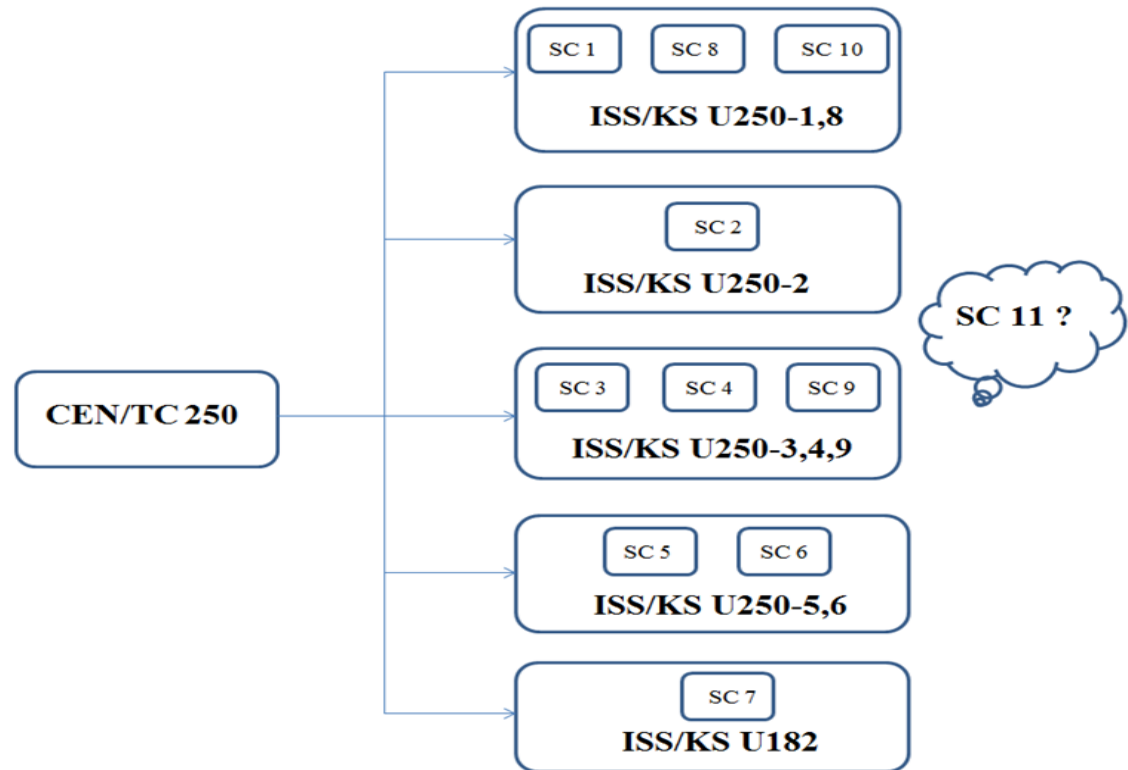 SC 1
SC 8
SC 10
ISS/KS U250-1,8
SC 2
ISS/KS U250-2
SC 11 ?
SC 3
SC 4
SC 9
CEN/TC 250
ISS/KS U250-3,4,9
SC 5
SC 6
ISS/KS U250-5,6
SC 7
ISS/KS U182